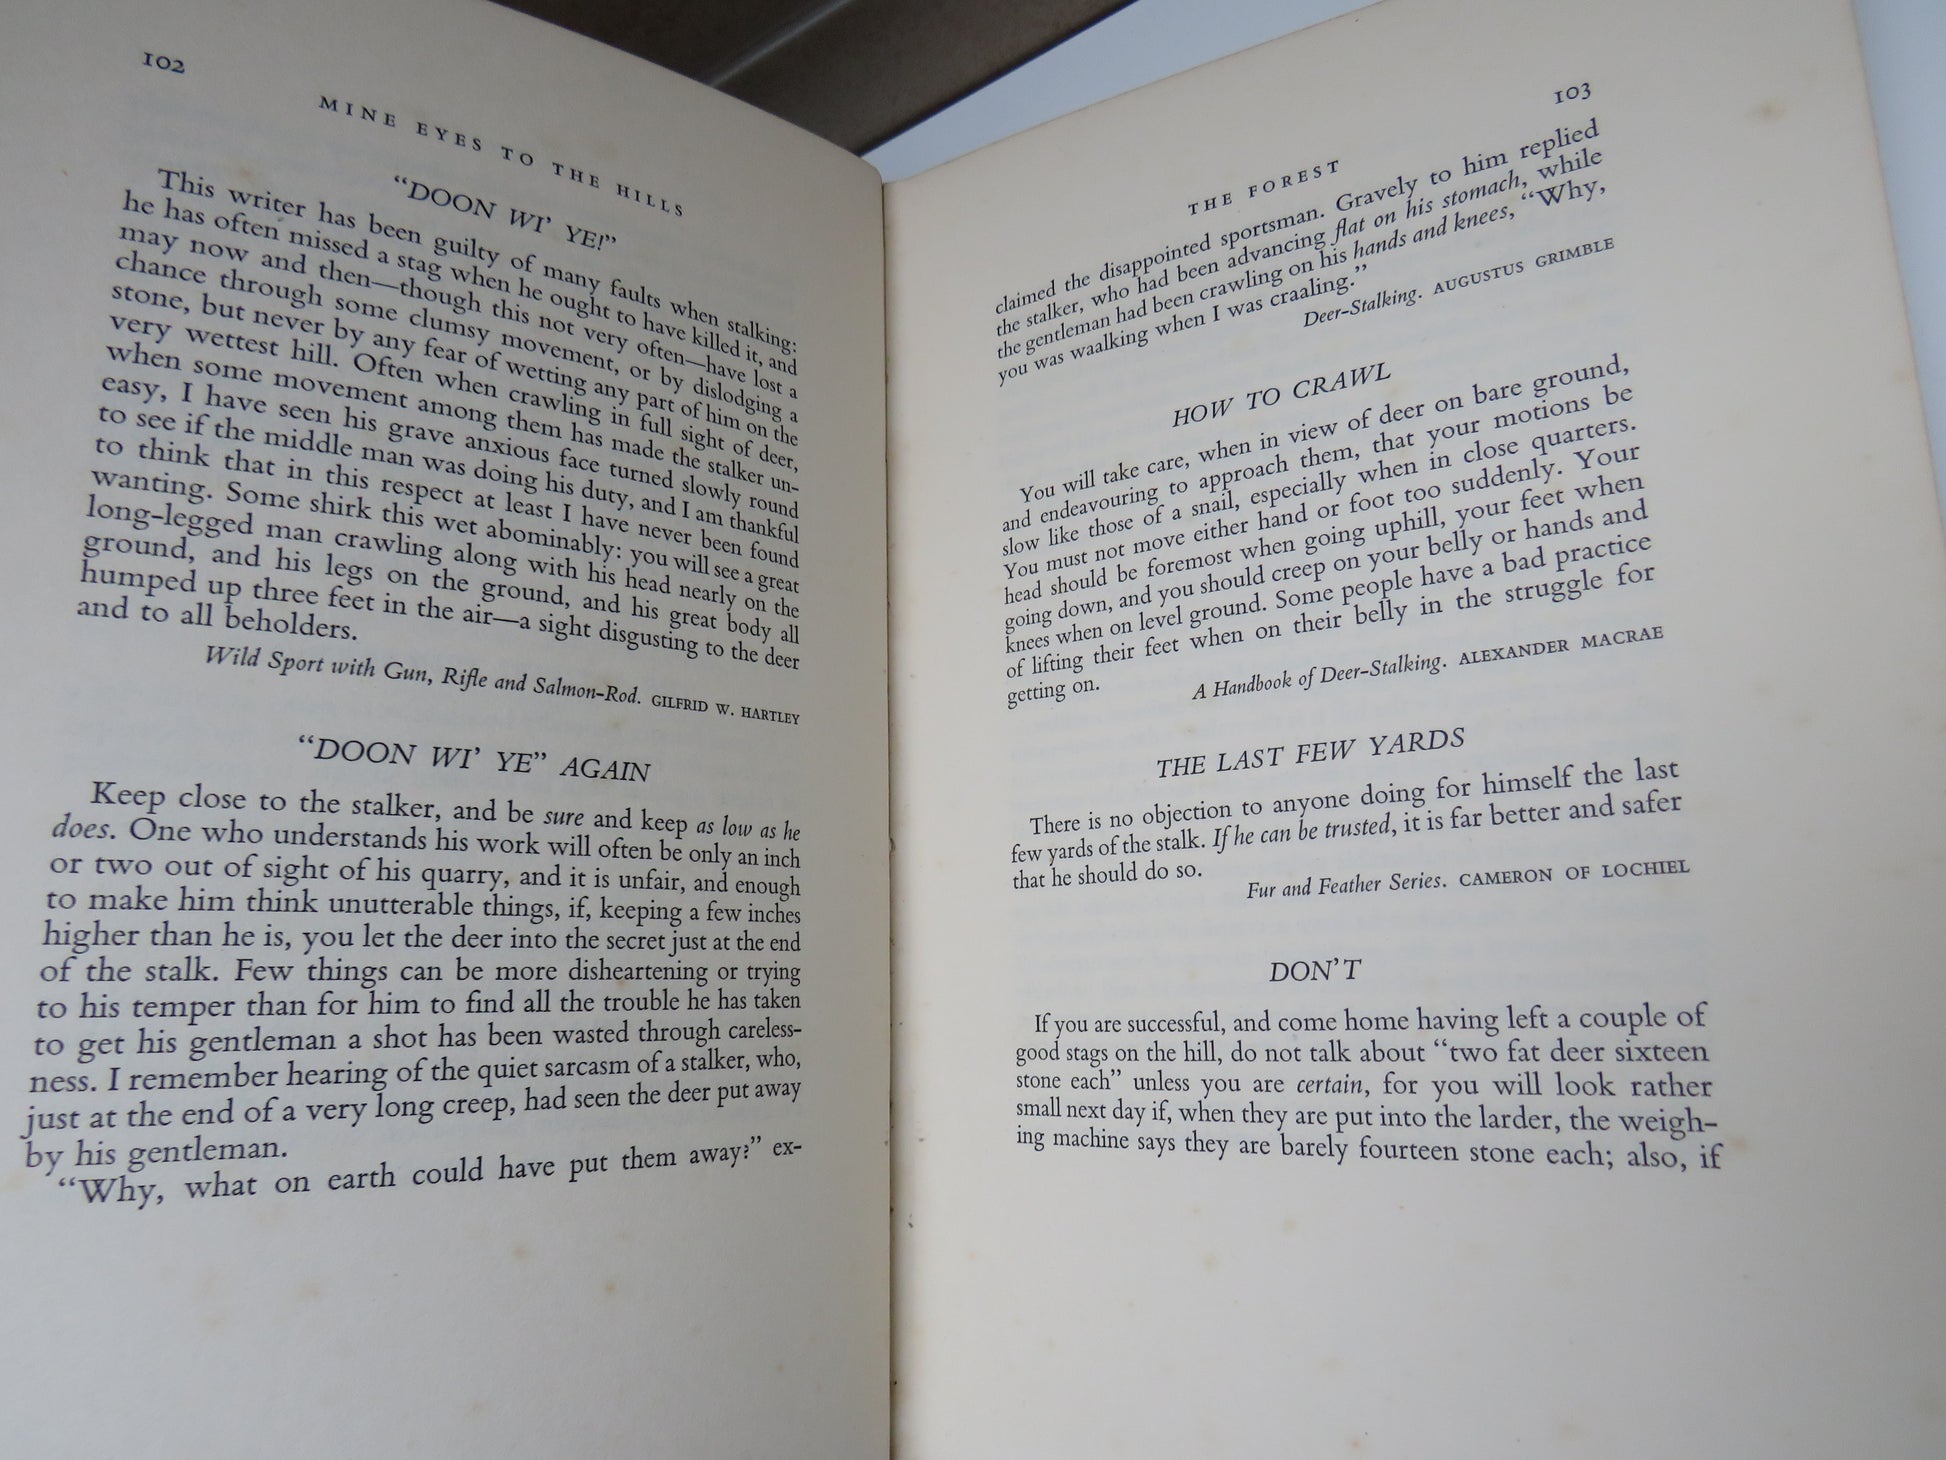 102
MINE EYES TO THE HILLS
“DOON WI’ YE!”
This writer has been guilty of many faults when stalking:
he has often missed a stag when he ought to have killed it, and
may now and then—though this not very often—have lost a
chance through some clumsy movement, or by dislodging a
stone, but never by any fear of wetting any part of him on the
very wettest hill. Often when crawling in full sight of deer,
when some movement among them has made the stalker un-
easy, I have seen his grave anxious face turned slowly round
to see if the middle man was doing his duty, and I am thankful
to think that in this respect at least I have never been found
wanting. Some shirk this wet abominably: you will see a great
long-legged man crawling along with his head nearly on the
ground, and his legs on the ground, and his great body all
humped up three feet in the air—a sight disgusting to the deer
and to all beholders.
Wild Sport with Gun, Rifle and Salmon-Rod. GILFRID W. HARTLEY
“DOON WI’ YE” AGAIN
Keep close to the stalker, and be sure and keep as low as he
does. One who understands his work will often be only an inch
or two out of sight of his quarry, and it is unfair, and enough
to make him think unutterable things, if, keeping a few inches
higher than he is, you let the deer into the secret just at the end
of the stalk. Few things can be more disheartening or trying
to his temper than for him to find all the trouble he has taken
to get his gentleman a shot has been wasted through careless-
ness. I remember hearing of the quiet sarcasm of a stalker, who,
just at the end of a very long creep, had seen the deer put away
by his gentleman.
“Why, what on earth could have put them away?” ex-
103
THE FOREST
claimed the disappointed sportsman. Gravely to him replied
the stalker, who had been advancing flat on his stomach, while
the gentleman had been crawling on his hands and knees, “Why,
you was waalking when I was craaling.”
Deer-Stalking. AUGUSTUS GRIMBLE
HOW TO CRAWL
You will take care, when in view of deer on bare ground,
and endeavouring to approach them, that your motions be
slow like those of a snail, especially when in close quarters.
You must not move either hand or foot too suddenly. Your
head should be foremost when going uphill, your feet when
going down, and you should creep on your belly or hands and
knees when on level ground. Some people have a bad practice
of lifting their feet when on their belly in the struggle for
getting on.
A Handbook of Deer-Stalking. ALEXANDER MACRAE
THE LAST FEW YARDS
There is no objection to anyone doing for himself the last
few yards of the stalk. If he can be trusted, it is far better and safer
that he should do so.
Fur and Feather Series. CAMERON OF LOCHIEL
DON’T
If you are successful, and come home having left a couple of
good stags on the hill, do not talk about “two fat deer sixteen
stone each” unless you are certain, for you will look rather
small next day if, when they are put into the larder, the weigh-
ing machine says they are barely fourteen stone each; also, if